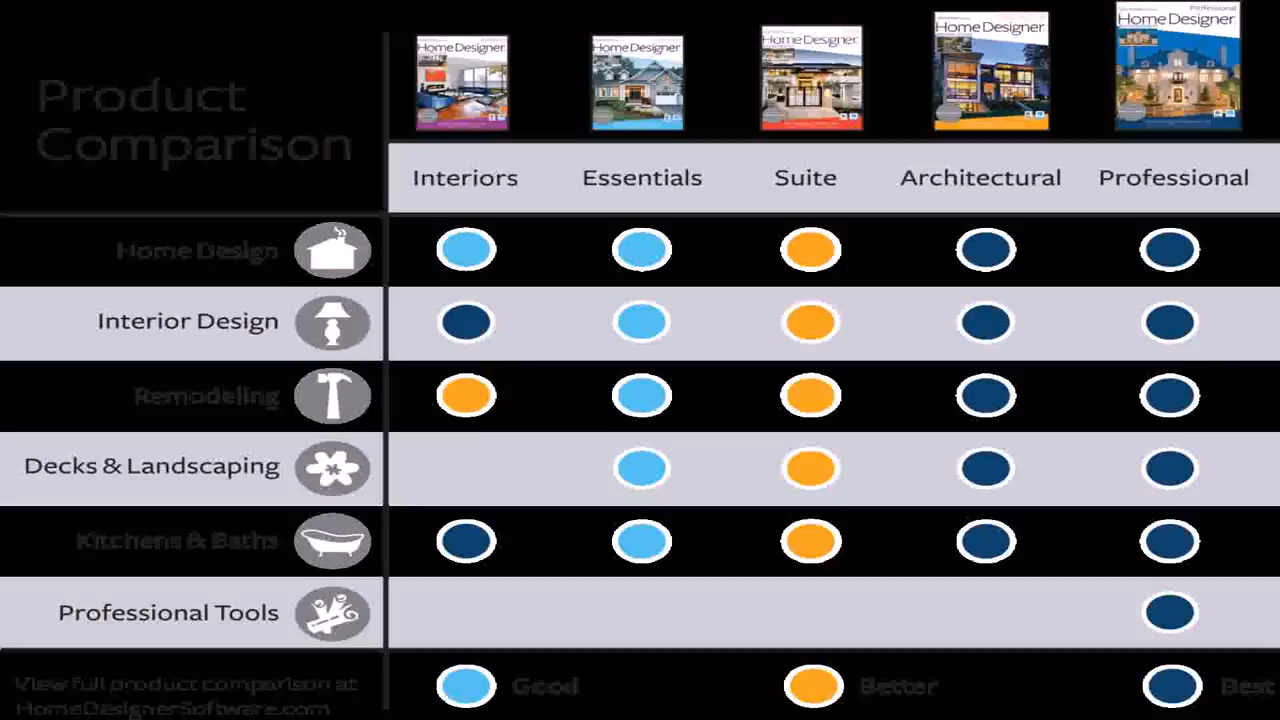 Professional
Home Designer
Home Designer
Home Designer
Home Designer
Home Designer
Product
Comparison
Interiors Essentials Suite Architectural Professional
Home Design
Interior Design
Remodeling
Decks & Landscaping
Kitchens & Baths
Professional Tools
View full product comparison at
HomeDesignerSoftware.com
Good Better Best